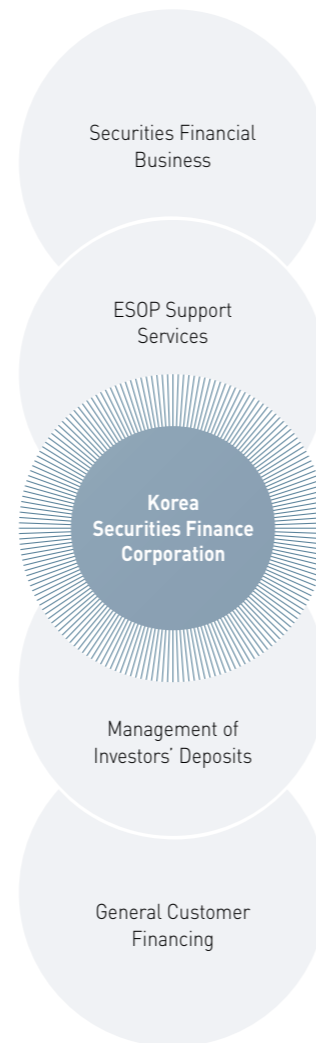 Securities Financial
Business
ESOP Support
Services
Korea
Securities Finance
Corporation
Management of
Investors’ Deposits
General Customer
Financing